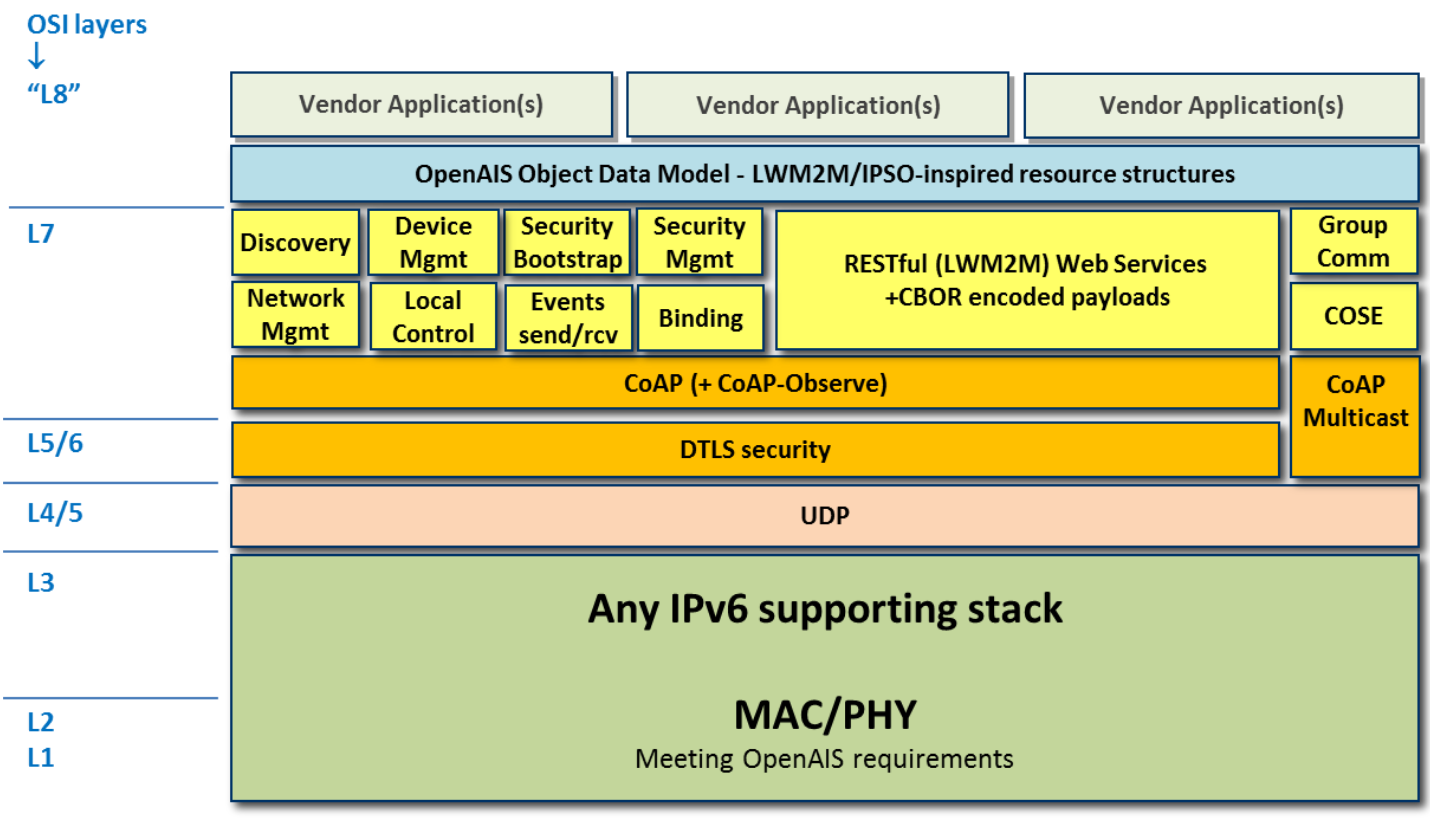 OSI layers
↓
“L8”
Vendor Application(s)
Vendor Application(s)
Vendor Application(s)
OpenAIS Object Data Model - LWM2M/IPSO-inspired resource structures
L7
Discovery
Device
Mgmt
Security
Bootstrap
Security
Mgmt
RESTful (LWM2M) Web Services
+CBOR encoded payloads
Group
Comm
Network
Mgmt
Local
Control
Events
send/rcv
Binding
COSE
CoAP (+ CoAP-Observe)
CoAP
Multicast
L5/6
DTLS security
L4/5
UDP
L3
Any IPv6 supporting stack
L2
L1
MAC/PHY
Meeting OpenAIS requirements